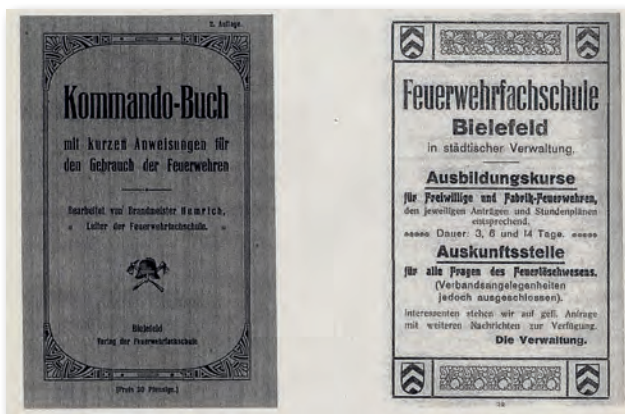 2. Auflage.
Kommando-Buch
mit kurzen Anweisungen für
den Gebrauch der Feuerwehren
Bearbeitet von Brandmeister Hemrich,
Leiter der Feuerwehrfachschule.
Bielefeld
Verlag der Feuerwehrfachschule
(Preis 20 Pfennige.)
Feuerwehrfachschule
Bielefeld
in städtischer Verwaltung.
Ausbildungskurse
für Freiwillige und Fabrik-Feuerwehren,
den jeweiligen Anträgen und Stundenplänen
entsprechend.
Dauer: 3, 6 und 14 Tage.
Auskunftsstelle
für alle Fragen des Feuerlöschwesens.
(Verbandsangelegenheiten
jedoch ausgeschlossen).
Interessenten stehen wir auf gefl. Anfrage
mit weiteren Nachrichten zur Verfügung.
Die Verwaltung.